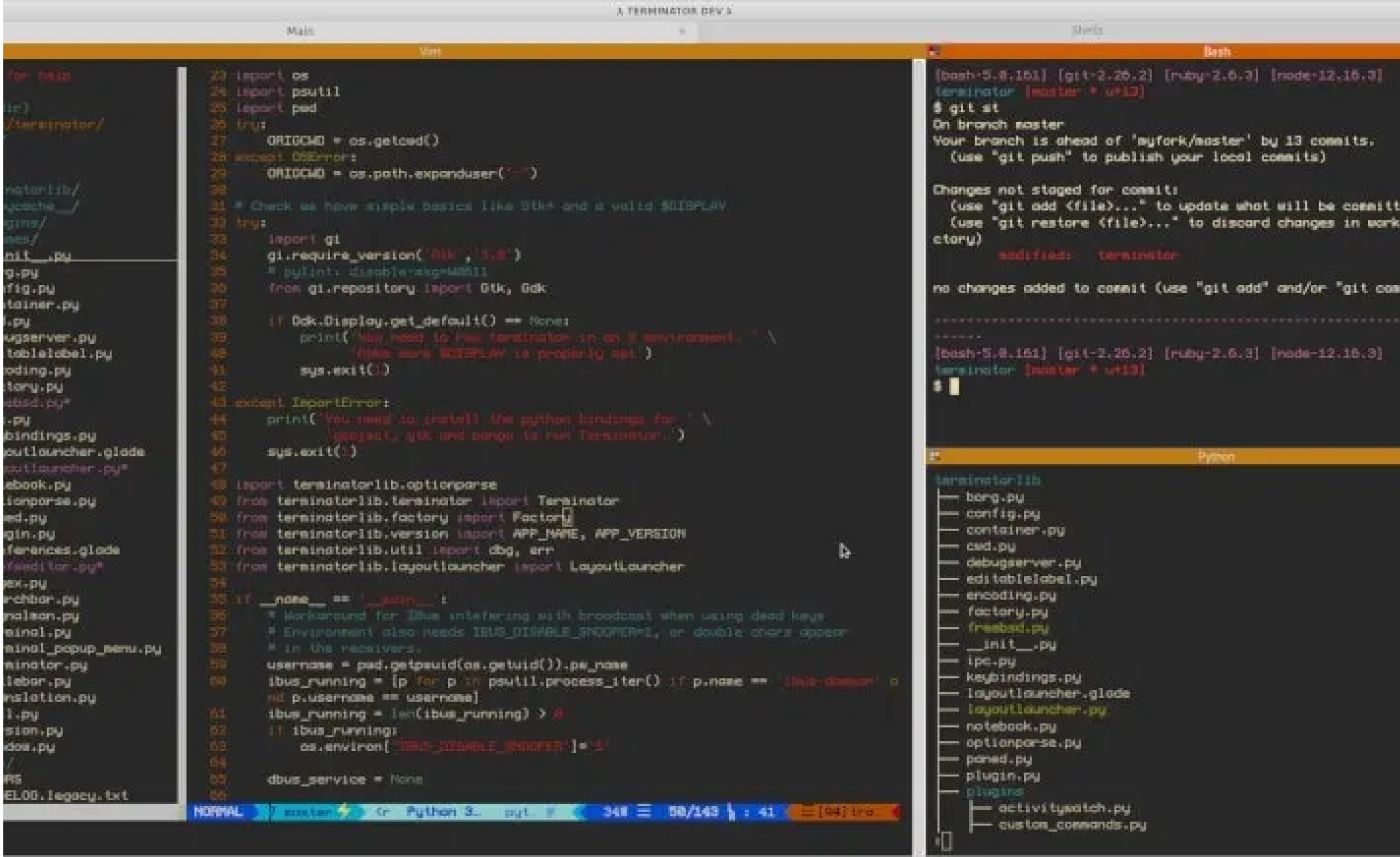 λ TERMINATOR DEV λ
Main
Shells
Vim
for help
ir)
/terminator/
natorlib/
ycache__/
gins/
mes/
nit__.py
g.py
fig.py
tainer.py
.py
ugserver.py
tablelabel.py
oding.py
tory.py
ebsd.py*
.py
bindings.py
outlauncher.glade
outlauncher.py*
ebook.py
ionparse.py
ed.py
gin.py
ferences.glade
feeditor.py*
ex.py
rchbar.py
nalman.py
minal.py
minal_popup_menu.py
minator.py
lebar.py
nslation.py
l.py
sion.py
dow.py
/
RS
ELOG.legacy.txt
23 import os
24 import psutil
25 import pwd
26 try:
27 ORIGCWD = os.getcwd()
28 except OSError:
29 ORIGCWD = os.path.expanduser("~")
30
31 # Check we have simple basics like Gtk+ and a valid $DISPLAY
32 try:
33 import gi
34 gi.require_version('Gtk','3.0')
35 # pylint: disable-msg=W0611
36 from gi.repository import Gtk, Gdk
37
38 if Gdk.Display.get_default() == None:
39 print('You need to run terminator in an X environment. ' \
40 'Make sure $DISPLAY is properly set')
41 sys.exit(1)
42
43 except ImportError:
44 print('You need to install the python bindings for ' \
45 'gobject, gtk and pango to run Terminator.')
46 sys.exit(1)
47
48 import terminatorlib.optionparse
49 from terminatorlib.terminator import Terminator
50 from terminatorlib.factory import Factory
51 from terminatorlib.version import APP_NAME, APP_VERSION
52 from terminatorlib.util import dbg, err
53 from terminatorlib.layoutlauncher import LayoutLauncher
54
55 if __name__ == '__main__':
56 # Workaround for IBus intefering with broadcast when using dead keys
57 # Environment also needs IBUS_DISABLE_SNOOPER=1, or double chars appear
58 # in the receivers.
59 username = pwd.getpwuid(os.getuid()).pw_name
60 ibus_running = [p for p in psutil.process_iter() if p.name == 'ibus-daemon' a
nd p.username == username]
61 ibus_running = len(ibus_running) > 0
62 if ibus_running:
63 os.environ['IBUS_DISABLE_SNOOPER']='1'
64
65 dbus_service = None
66
NORMAL master <r Python 3… pyt… 34% ☰ 50/143 : 41 ☰ [94]tra…
Bash
[bash-5.0.161] [git-2.26.2] [ruby-2.6.3] [node-12.16.3]
terminator [master * u+13]
$ git st
On branch master
Your branch is ahead of 'myfork/master' by 13 commits.
(use "git push" to publish your local commits)
Changes not staged for commit:
(use "git add <file>..." to update what will be committ
(use "git restore <file>..." to discard changes in work
ctory)
modified: terminator
no changes added to commit (use "git add" and/or "git com
[bash-5.0.161] [git-2.26.2] [ruby-2.6.3] [node-12.16.3]
terminator [master * u+13]
$
Python
terminatorlib
├── borg.py
├── config.py
├── container.py
├── cwd.py
├── debugserver.py
├── editablelabel.py
├── encoding.py
├── factory.py
├── freebsd.py
├── __init__.py
├── ipc.py
├── keybindings.py
├── layoutlauncher.glade
├── layoutlauncher.py
├── notebook.py
├── optionparse.py
├── paned.py
├── plugin.py
├── plugins
│ ├── activitywatch.py
│ ├── custom_commands.py
: